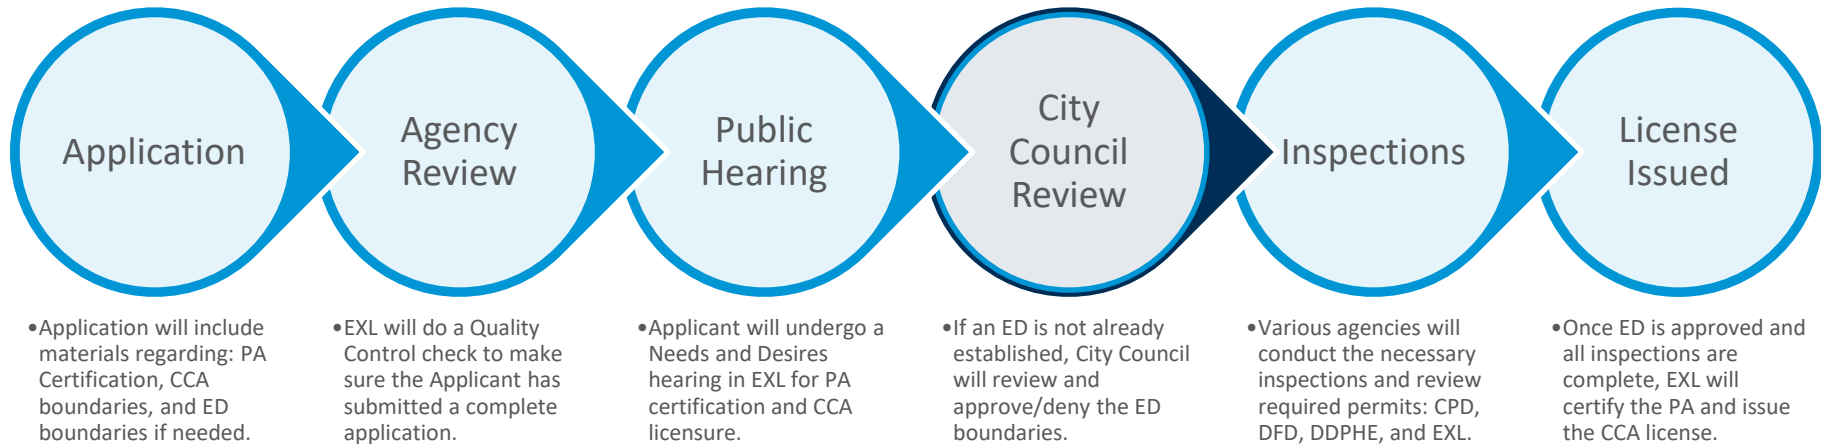 Application
Agency
Review
Public
Hearing
City
Council
Review
Inspections
License
Issued
•Application will include
materials regarding: PA
Certification, CCA
boundaries, and ED
boundaries if needed.
•EXL will do a Quality
Control check to make
sure the Applicant has
submitted a complete
application.
•Applicant will undergo a
Needs and Desires
hearing in EXL for PA
certification and CCA
licensure.
•If an ED is not already
established, City Council
will review and
approve/deny the ED
boundaries.
•Various agencies will
conduct the necessary
inspections and review
required permits: CPD,
DFD, DDPHE, and EXL.
•Once ED is approved and
all inspections are
complete, EXL will
certify the PA and issue
the CCA license.